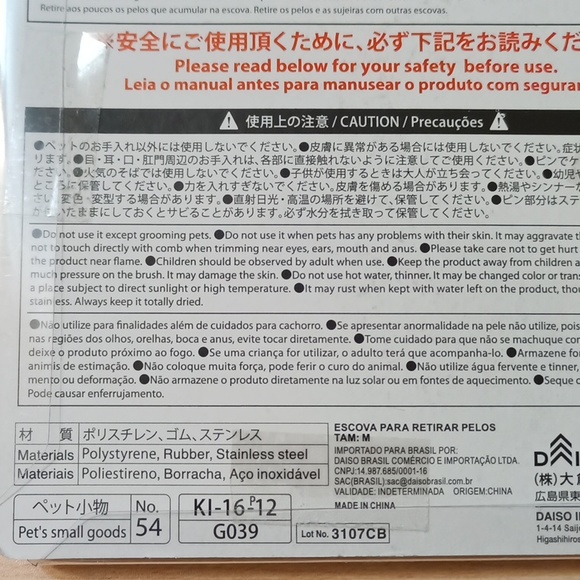 Retire aos poucos os pelos que acumular na escova. Retire os pelos e as sujeiras com outras escovas.
※安全にご使用頂くために、必ず下記をお読みくだ
Please read below for your safety before use.
Leia o manual antes para manusear o produto com seguran
使用上の注意 / CAUTION / Precauções
●ペットのお手入れ以外には使用しないでください。●皮膚に異常がある場合には使用しないでください。症状
ります。●目・耳・口・肛門周辺のお手入れは、各部に直接触れないように注意してご使用ください。●ピンでケ
い。●火気のそばでは使用しないでください。●子供が使用するときは大人が立ち会ってください。●幼児や
ところに保管してください。●力を入れすぎないでください。皮膚を傷める場合があります。●熱湯やシンナー
さい。変色・変型する場合があります。●直射日光・高温の場所を避けて、保管してください。●ピン部分はステ
がついたままにしておくとサビることがあります。必ず水分を拭き取って保管してください。
●Do not use it except grooming pets. ●Do not use it when pets has any problems with their skin. It may aggravate th
not to touch directly with comb when trimming near eyes, ears, mouth and anus. ●Please take care not to get hurt
the product near flame. ●Children should be observed by adult when use. ●Keep the product away from childre
much pressure on the brush. It may damage the skin. ●Do not use hot water, thinner. It may be changed color or trans
a place subject to direct sunlight or high temperature. ●It may rust when kept with water left on the product, thou
stainless. Always keep it totally dried.
●Não utilize para finalidades além de cuidados para cachorro. ●Se apresentar anormalidade na pele não utilize, pois
nas regiões dos olhos, orelhas, boca e anus, evite tocar diretamente. ●Tome cuidado para que não se machuque com
deixe o produto próximo ao fogo. ●Se uma criança for utilizar, o adulto terá que acompanha-lo. ●Armazene for
animais de estimação. ●Não coloque muita força, pode ferir o curo do animal. ●Não utilize água fervente e tinner,
mento ou deformação. ●Não armazene o produto diretamente na luz solar ou em fontes de aquecimento. ●Seque
Pode causar enferrujamento.
材 質 ポリスチレン、ゴム、ステンレス
Materials Polystyrene, Rubber, Stainless steel
Materiais Poliestireno, Borracha, Aço inoxidável
ESCOVA PARA RETIRAR PELOS
TAM: M
IMPORTADO PARA BRASIL POR:
DAISO BRASIL COMÉRCIO E IMPORTAÇÃO LTDA.
CNPJ:14.987.685/0001-16
SAC(BRASIL):sac@daisobrasil.com.br
VALIDADE: INDETERMINADA ORIGEM:CHINA
MADE IN CHINA
ペット小物
Pet's small goods
No.
54
KI-16-P-12
G039
Lot No. 3107CB
DAI
(株)大創
広島県東
DAISO IN
1-4-14 Saijo
Higashihiros